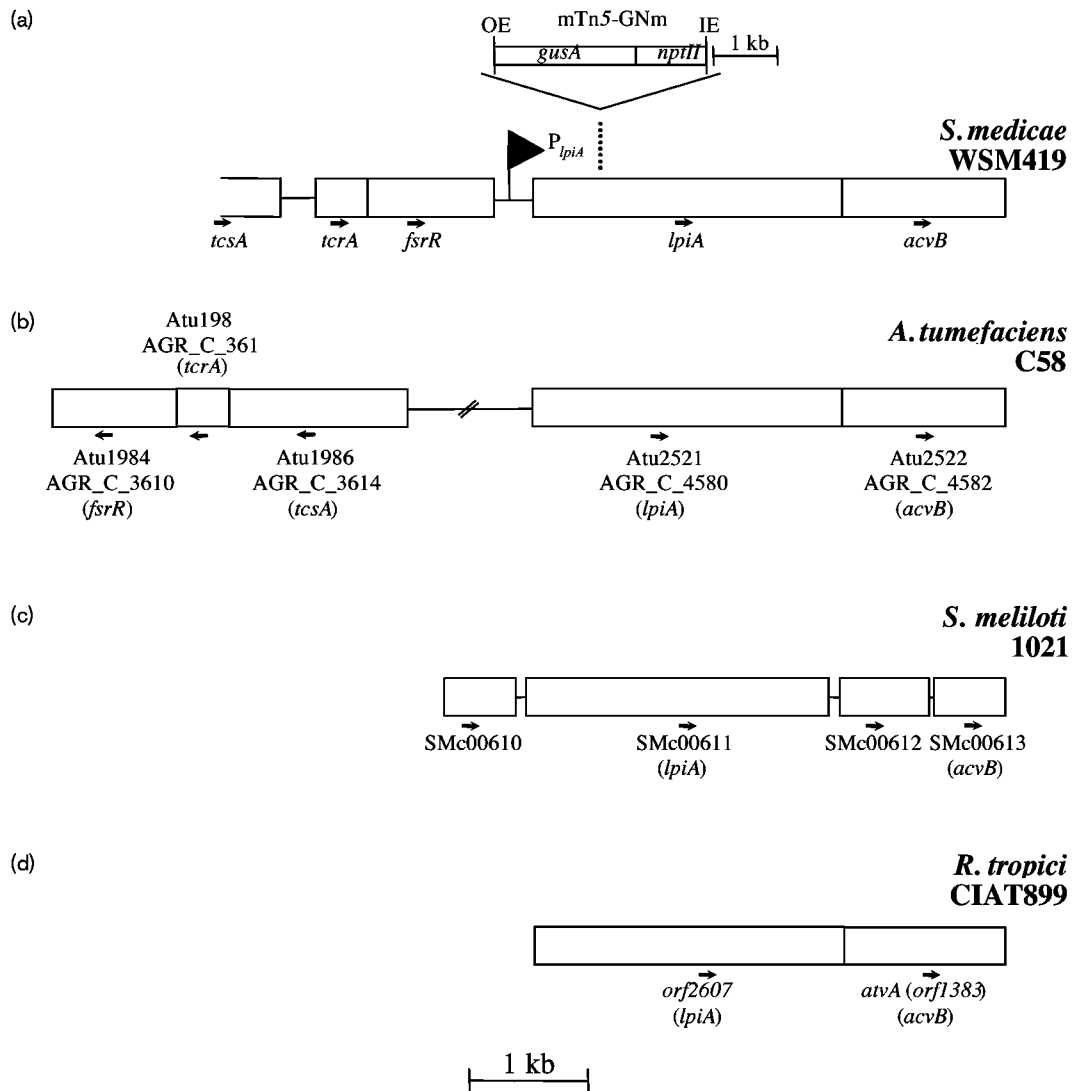 (a)
mTn5-GNm
OE IE
gusA nptII 1 kb
S. medicae
WSM419
PlpiA
tcsA tcrA fsrR lpiA acvB
(b)
Atu198
AGR_C_361
(tcrA)
A. tumefaciens
C58
Atu1984 Atu1986 Atu2521 Atu2522
AGR_C_3610 AGR_C_3614 AGR_C_4580 AGR_C_4582
(fsrR) (tcsA) (lpiA) (acvB)
(c)
S. meliloti
1021
SMc00610 SMc00611 SMc00612 SMc00613
(lpiA) (acvB)
(d)
R. tropici
CIAT899
orf2607 atvA (orf1383)
(lpiA) (acvB)
1 kb